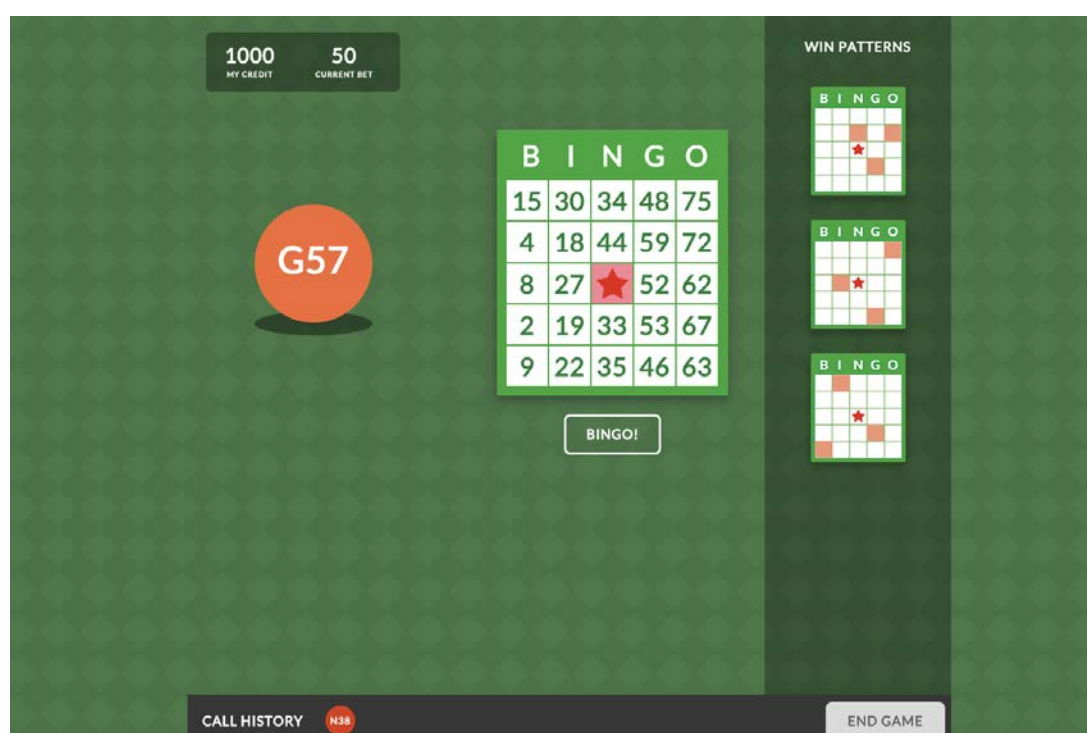 1000 50
MY CREDIT CURRENT BET
WIN PATTERNS
G57
B I N G O
15 30 34 48 75
4 18 44 59 72
8 27 52 62
2 19 33 53 67
9 22 35 46 63
BINGO!
B I N G O
B I N G O
B I N G O
CALL HISTORY N38
END GAME